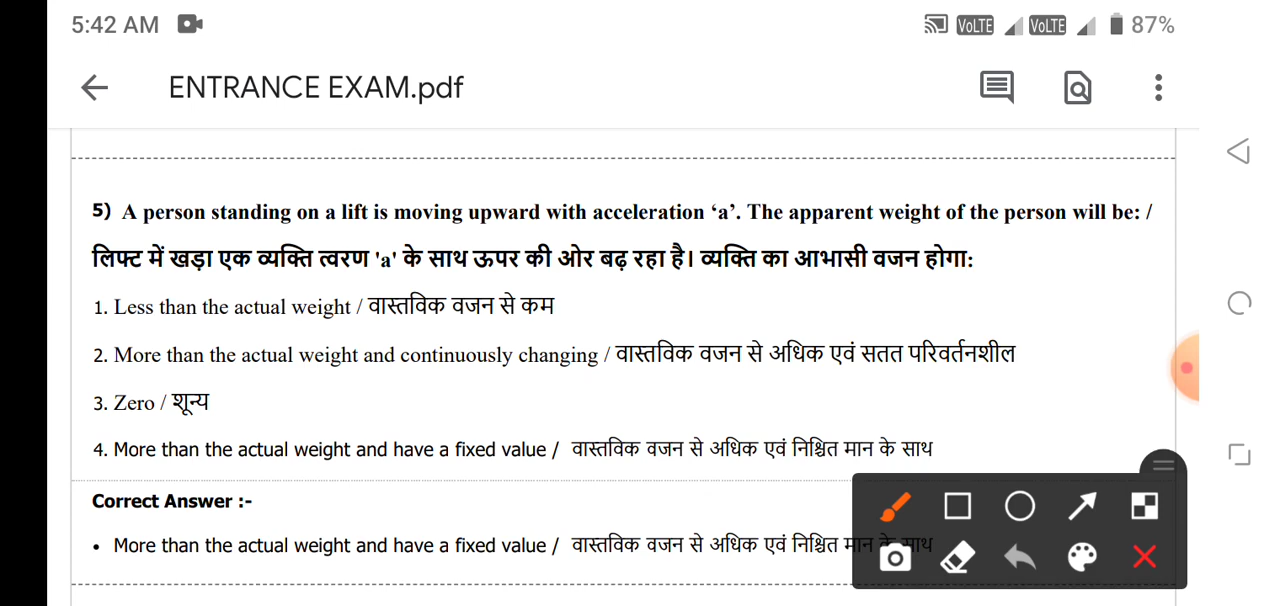 5:42 AM VoLTE VoLTE 87%
ENTRANCE EXAM.pdf
5) A person standing on a lift is moving upward with acceleration ‘a’. The apparent weight of the person will be: /
लिफ्ट में खड़ा एक व्यक्ति त्वरण 'a' के साथ ऊपर की ओर बढ़ रहा है। व्यक्ति का आभासी वजन होगा:
1. Less than the actual weight / वास्तविक वजन से कम
2. More than the actual weight and continuously changing / वास्तविक वजन से अधिक एवं सतत परिवर्तनशील
3. Zero / शून्य
4. More than the actual weight and have a fixed value / वास्तविक वजन से अधिक एवं निश्चित मान के साथ
Correct Answer :-
• More than the actual weight and have a fixed value / वास्तविक वजन से अधिक एवं निश्चित मान के साथ